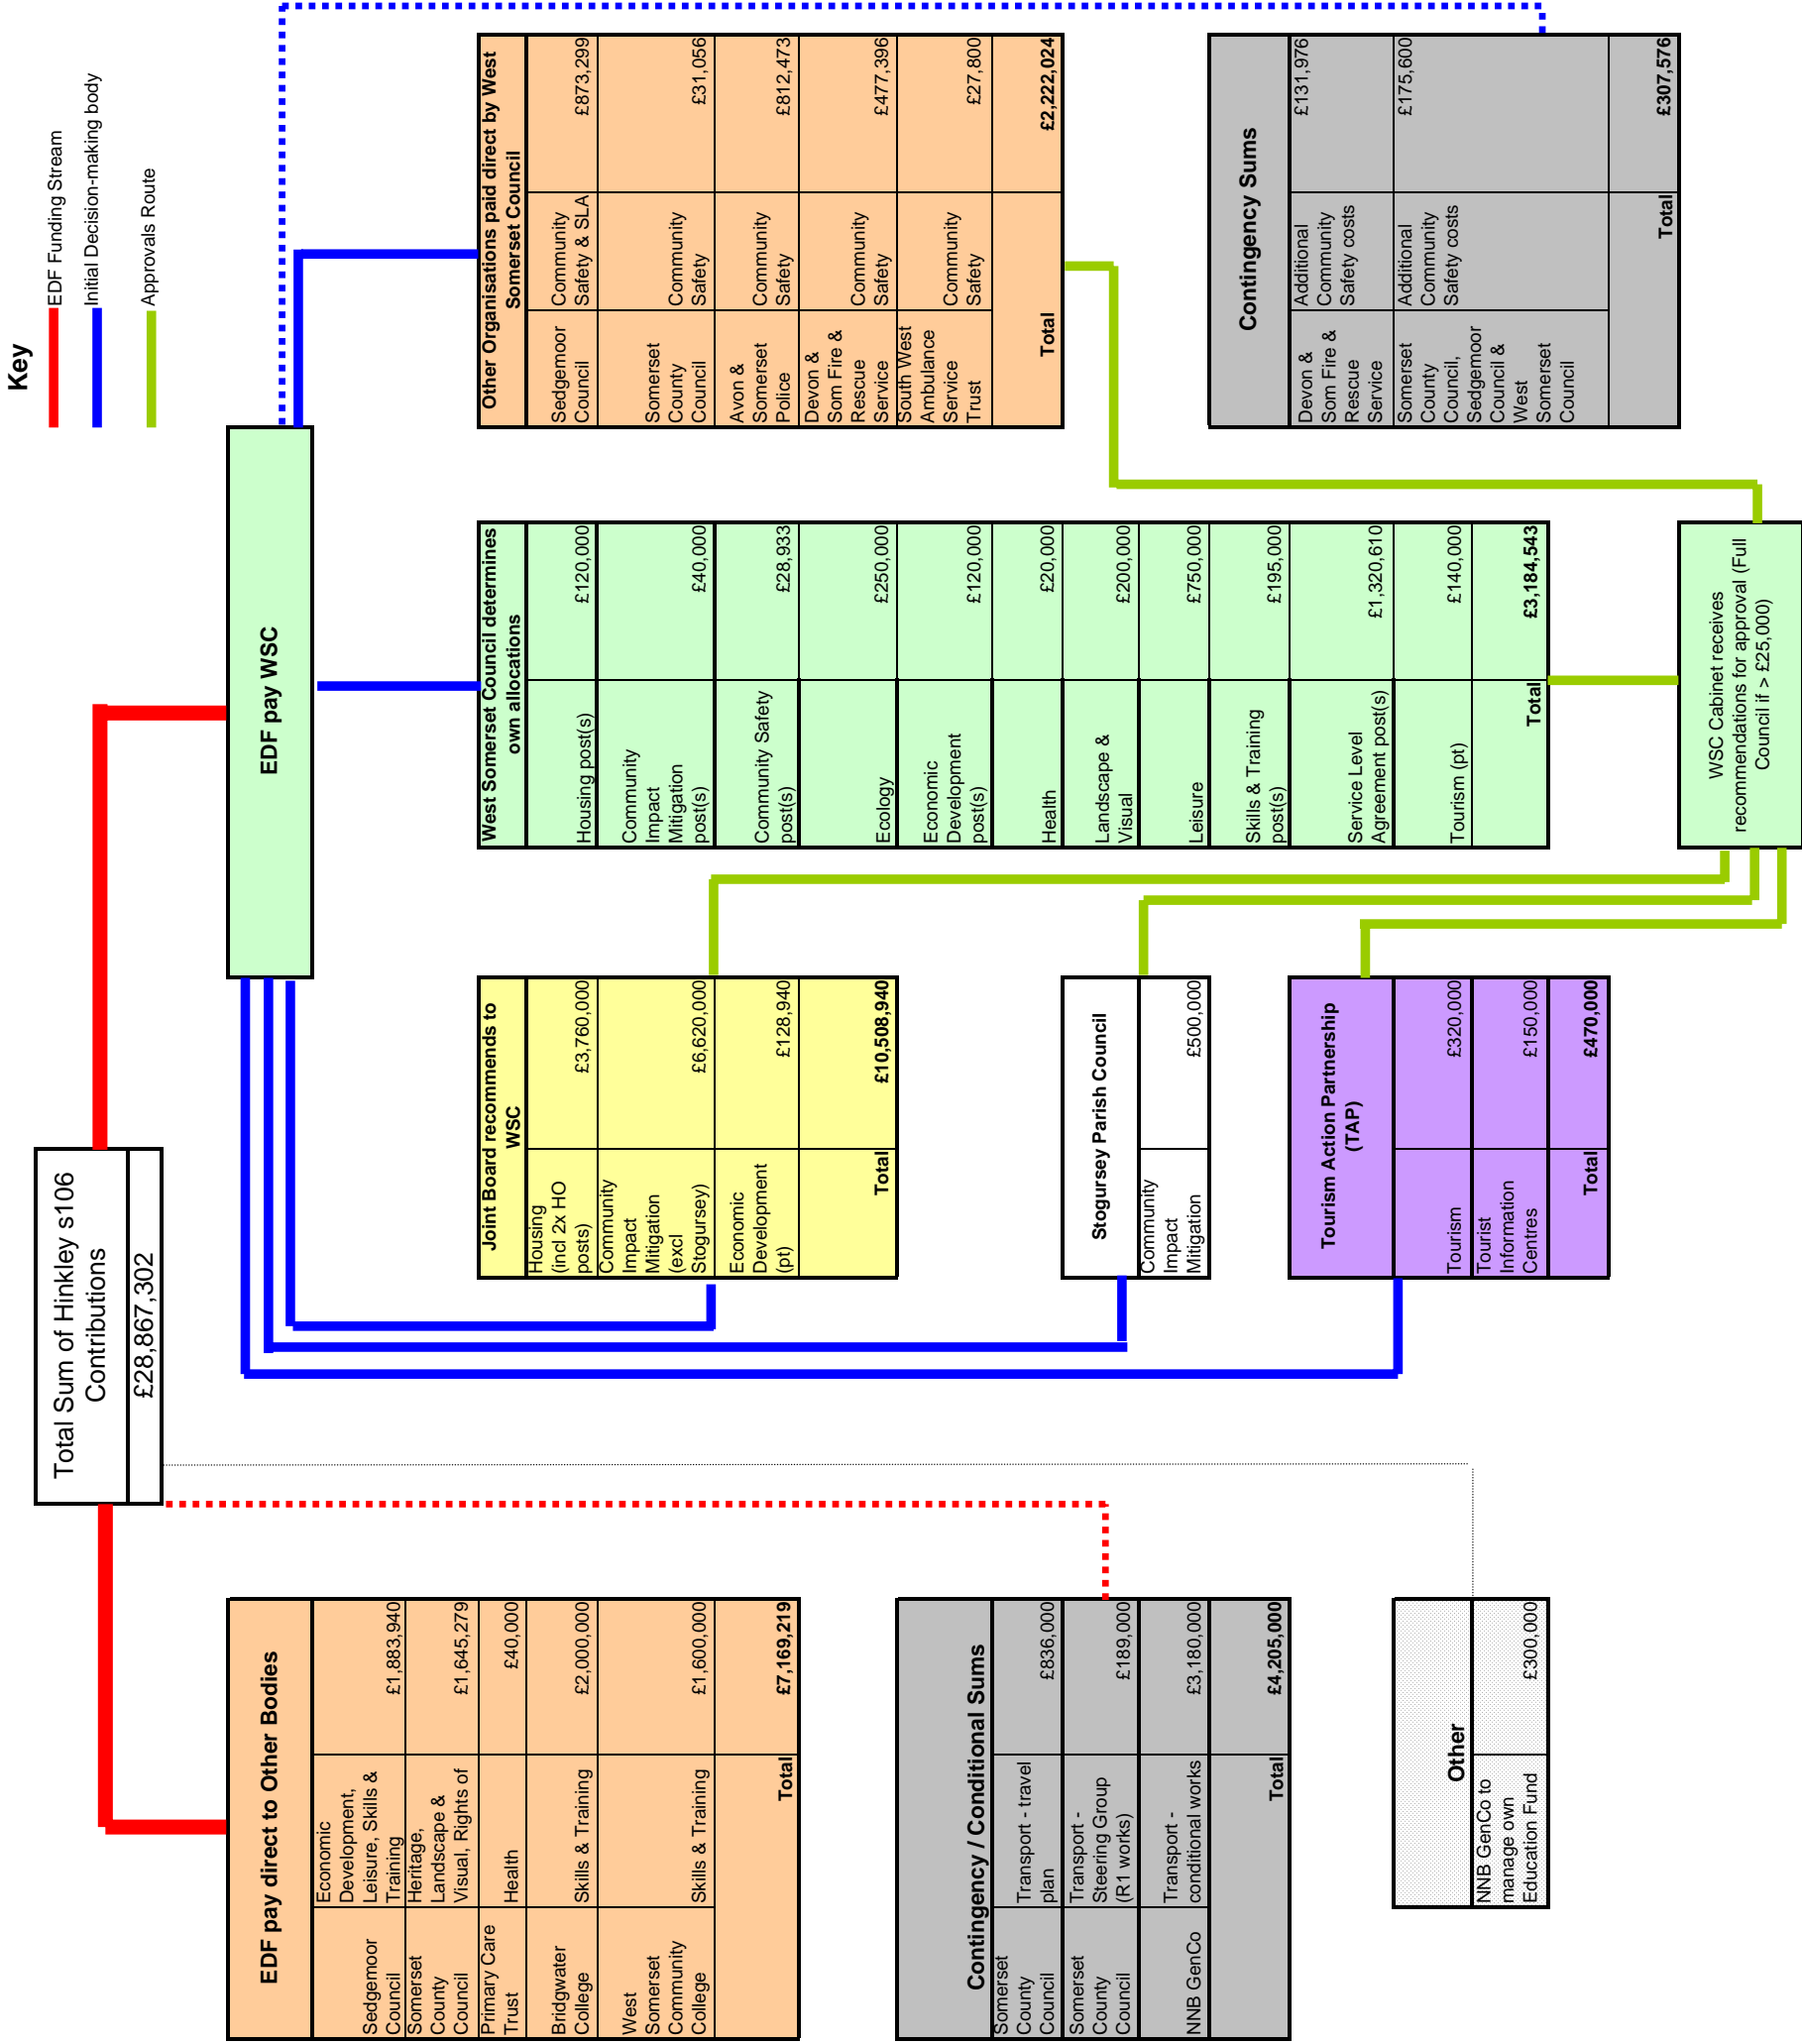 Key
EDF Funding Stream
Initial Decision-making body
Approvals Route
Total Sum of Hinkley s106
Contributions
£28,867,302
EDF pay direct to Other Bodies
Sedgemoor
Council
Economic
Development,
Leisure, Skills &
Training
£1,883,940
Somerset
County
Council
Heritage,
Landscape &
Visual, Rights of
£1,645,279
Primary Care
Trust
Health
£40,000
Bridgwater
College
Skills & Training
£2,000,000
West
Somerset
Community
College
Skills & Training
£1,600,000
Total
£7,169,219
Contingency / Conditional Sums
Somerset
County
Council
Transport - travel
plan
£836,000
Somerset
County
Council
Transport -
Steering Group
(R1 works)
£189,000
NNB GenCo
Transport -
conditional works
£3,180,000
Total
£4,205,000
Other
NNB GenCo to
manage own
Education Fund
£300,000
EDF pay WSC
Joint Board recommends to
WSC
Housing
(incl 2x HO
posts)
£3,760,000
Community
Impact
Mitigation
(excl
Stogursey)
£6,620,000
Economic
Development
(pt)
£128,940
Total
£10,508,940
Stogursey Parish Council
Community
Impact
Mitigation
£500,000
Tourism Action Partnership
(TAP)
Tourism
£320,000
Tourist
Information
Centres
£150,000
Total
£470,000
West Somerset Council determines
own allocations
Housing post(s)
£120,000
Community
Impact
Mitigation
post(s)
£40,000
Community Safety
post(s)
£28,933
Ecology
£250,000
Economic
Development
post(s)
£120,000
Health
£20,000
Landscape &
Visual
£200,000
Leisure
£750,000
Skills & Training
post(s)
£195,000
Service Level
Agreement post(s)
£1,320,610
Tourism (pt)
£140,000
Total
£3,184,543
WSC Cabinet receives
recommendations for approval (Full
Council if > £25,000)
Other Organisations paid direct by West
Somerset Council
Sedgemoor
Council
Community
Safety & SLA
£873,299
Somerset
County
Council
Community
Safety
£31,056
Avon &
Somerset
Police
Community
Safety
£812,473
Devon &
Som Fire &
Rescue
Service
Community
Safety
£477,396
South West
Ambulance
Service
Trust
Community
Safety
£27,800
Total
£2,222,024
Contingency Sums
Devon &
Som Fire &
Rescue
Service
Additional
Community
Safety costs
£131,976
Somerset
County
Council,
Sedgemoor
Council &
West
Somerset
Council
Additional
Community
Safety costs
£175,600
Total
£307,576